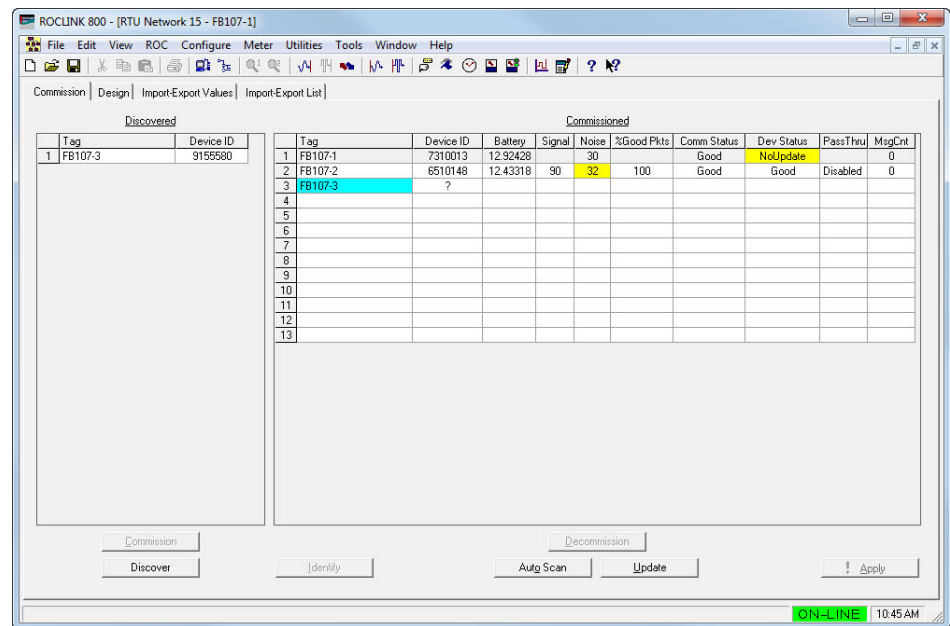 ROCLINK 800 - [RTU Network 15 - FB107-1]
File Edit View ROC Configure Meter Utilities Tools Window Help
Commission Design Import-Export Values Import-Export List
Discovered Commissioned
Tag Device ID Tag Device ID Battery Signal Noise %Good Pkts Comm Status Dev Status PassThru MsgCnt
1 FB107-3 9155580 1 FB107-1 7310013 12.92428 30 Good NoUpdate 0
2 FB107-2 6510148 12.43318 90 32 100 Good Good Disabled 0
3 FB107-3 ?
4
5
6
7
8
9
10
11
12
13
Commission Decommission
Discover Identify Auto Scan Update ! Apply
ON-LINE 10:45 AM